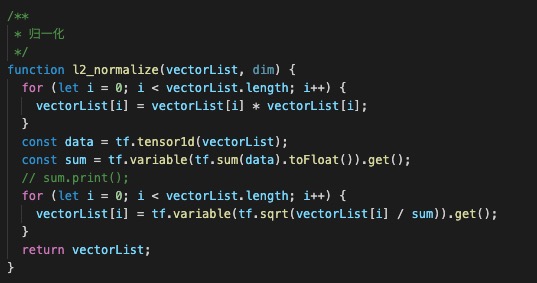 /**
 * 归一化
 */
function l2_normalize(vectorList, dim) {
  for (let i = 0; i < vectorList.length; i++) {
    vectorList[i] = vectorList[i] * vectorList[i];
  }
  const data = tf.tensor1d(vectorList);
  const sum = tf.variable(tf.sum(data).toFloat()).get();
  // sum.print();
  for (let i = 0; i < vectorList.length; i++) {
    vectorList[i] = tf.variable(tf.sqrt(vectorList[i] / sum)).get();
  }
  return vectorList;
}